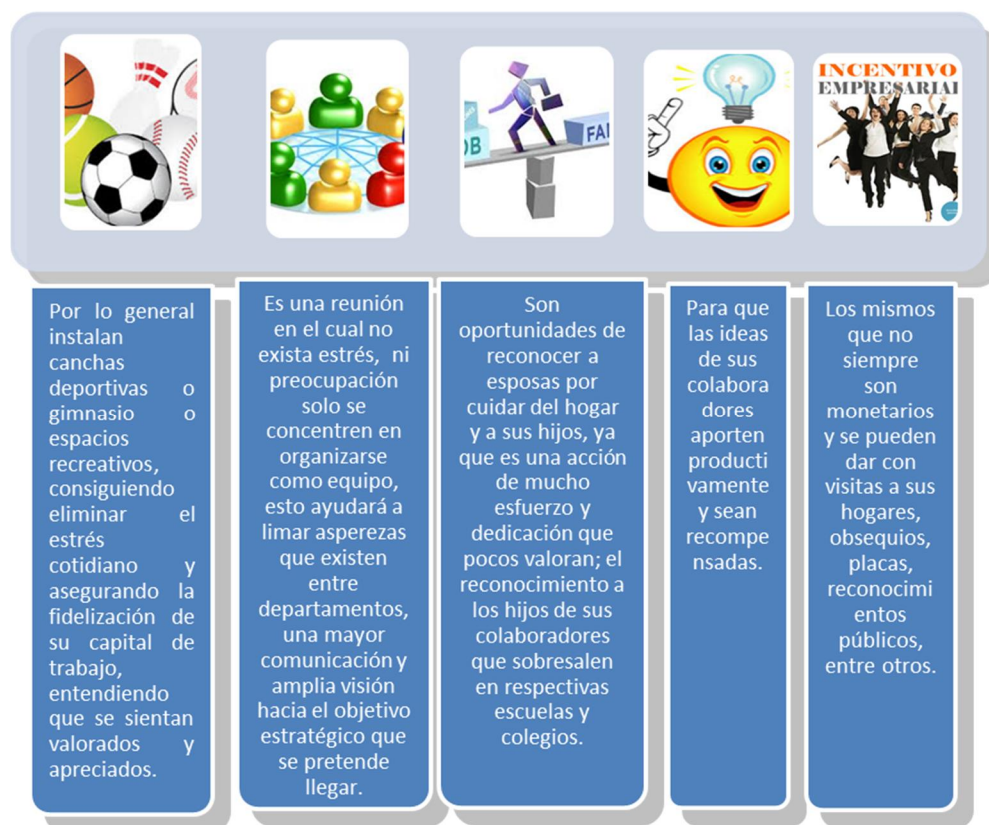 OB
FAI
INCENTIVO
EMPRESARIAL
Por lo general
instalan
canchas
deportivas o
gimnasio o
espacios
recreativos,
consiguiendo
eliminar el
estrés
cotidiano y
asegurando la
fidelización de
su capital de
trabajo,
entendiendo
que se sientan
valorados y
apreciados.
Es una reunión
en el cual no
exista estrés, ni
preocupación
solo se
concentren en
organizarse
como equipo,
esto ayudará a
limar asperezas
que existen
entre
departamentos,
una mayor
comunicación y
amplia visión
hacia el objetivo
estratégico que
se pretende
llegar.
Son
oportunidades de
reconocer a
esposas por
cuidar del hogar
y a sus hijos, ya
que es una acción
de mucho
esfuerzo y
dedicación que
pocos valoran; el
reconocimiento a
los hijos de sus
colaboradores
que sobresalen
en respectivas
escuelas y
colegios.
Para que
las ideas
de sus
colabora
dores
aporten
producti
vamente
y sean
recompe
nsadas.
Los mismos
que no
siempre
son
monetarios
y se pueden
dar con
visitas a sus
hogares,
obsequios,
placas,
reconocimi
entos
públicos,
entre otros.